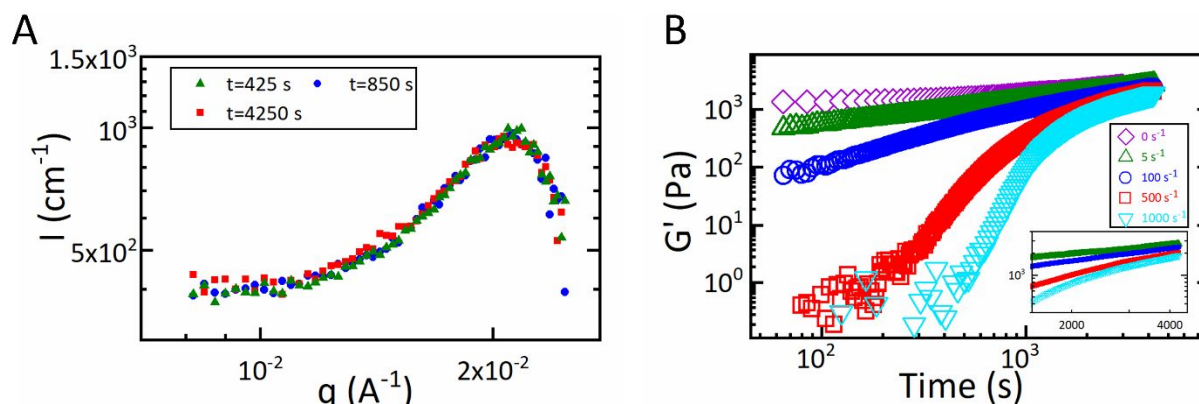 A
1.5x10³
10³
5x10²
I (cm⁻¹)
t=425 s
t=850 s
t=4250 s
10⁻²
2x10⁻²
q (A⁻¹)
B
10³
10²
10¹
10⁰
G' (Pa)
0 s⁻¹
5 s⁻¹
100 s⁻¹
500 s⁻¹
1000 s⁻¹
10³
2000
4000
10²
10³
Time (s)